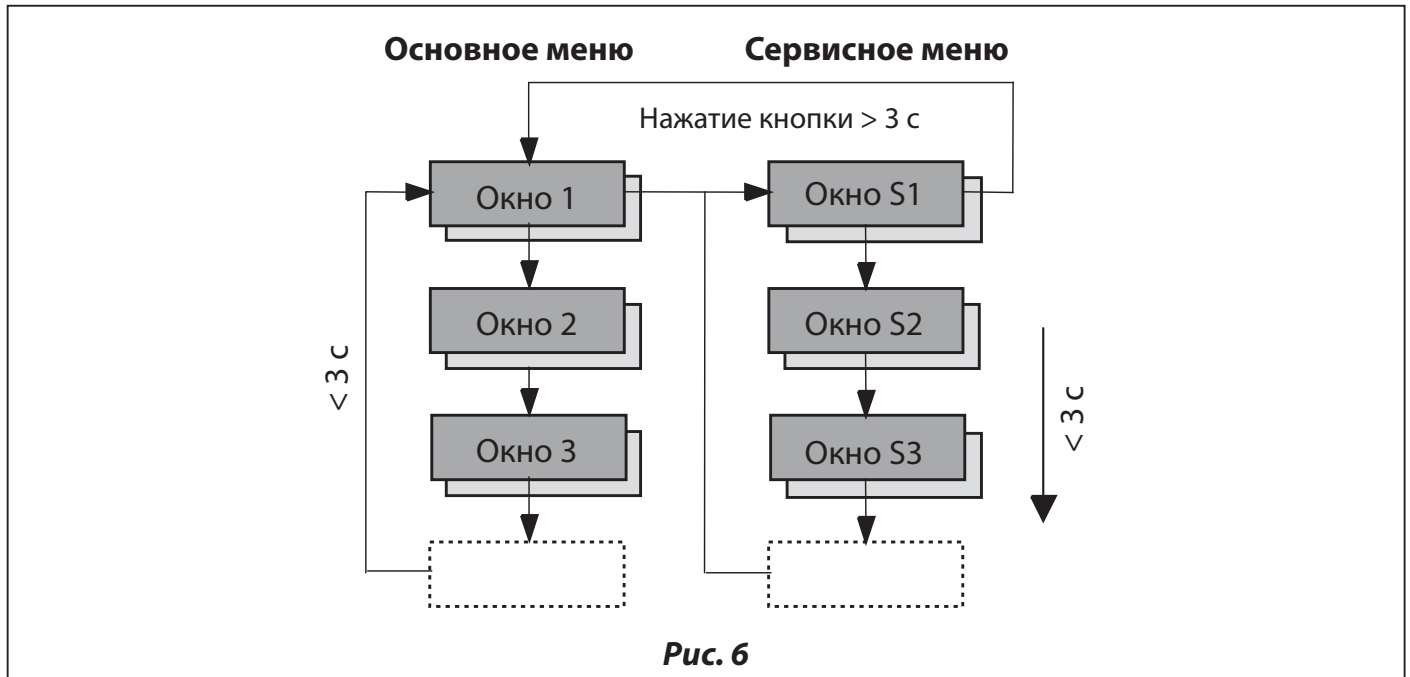 Основное меню
Сервисное меню
Нажатие кнопки > 3 с
Окно 1
Окно S1
Окно 2
Окно S2
< 3 с
< 3 с
Окно 3
Окно S3
Рис. 6